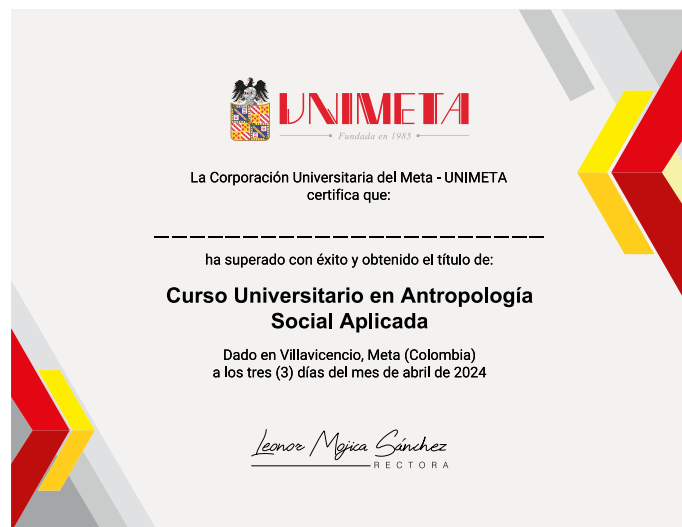 UNIMETA
Fundada en 1985
La Corporación Universitaria del Meta - UNIMETA
certifica que:
ha superado con éxito y obtenido el título de:
Curso Universitario en Antropología
Social Aplicada
Dado en Villavicencio, Meta (Colombia)
a los tres (3) días del mes de abril de 2024
Leonor Mojica Sánchez
RECTORA